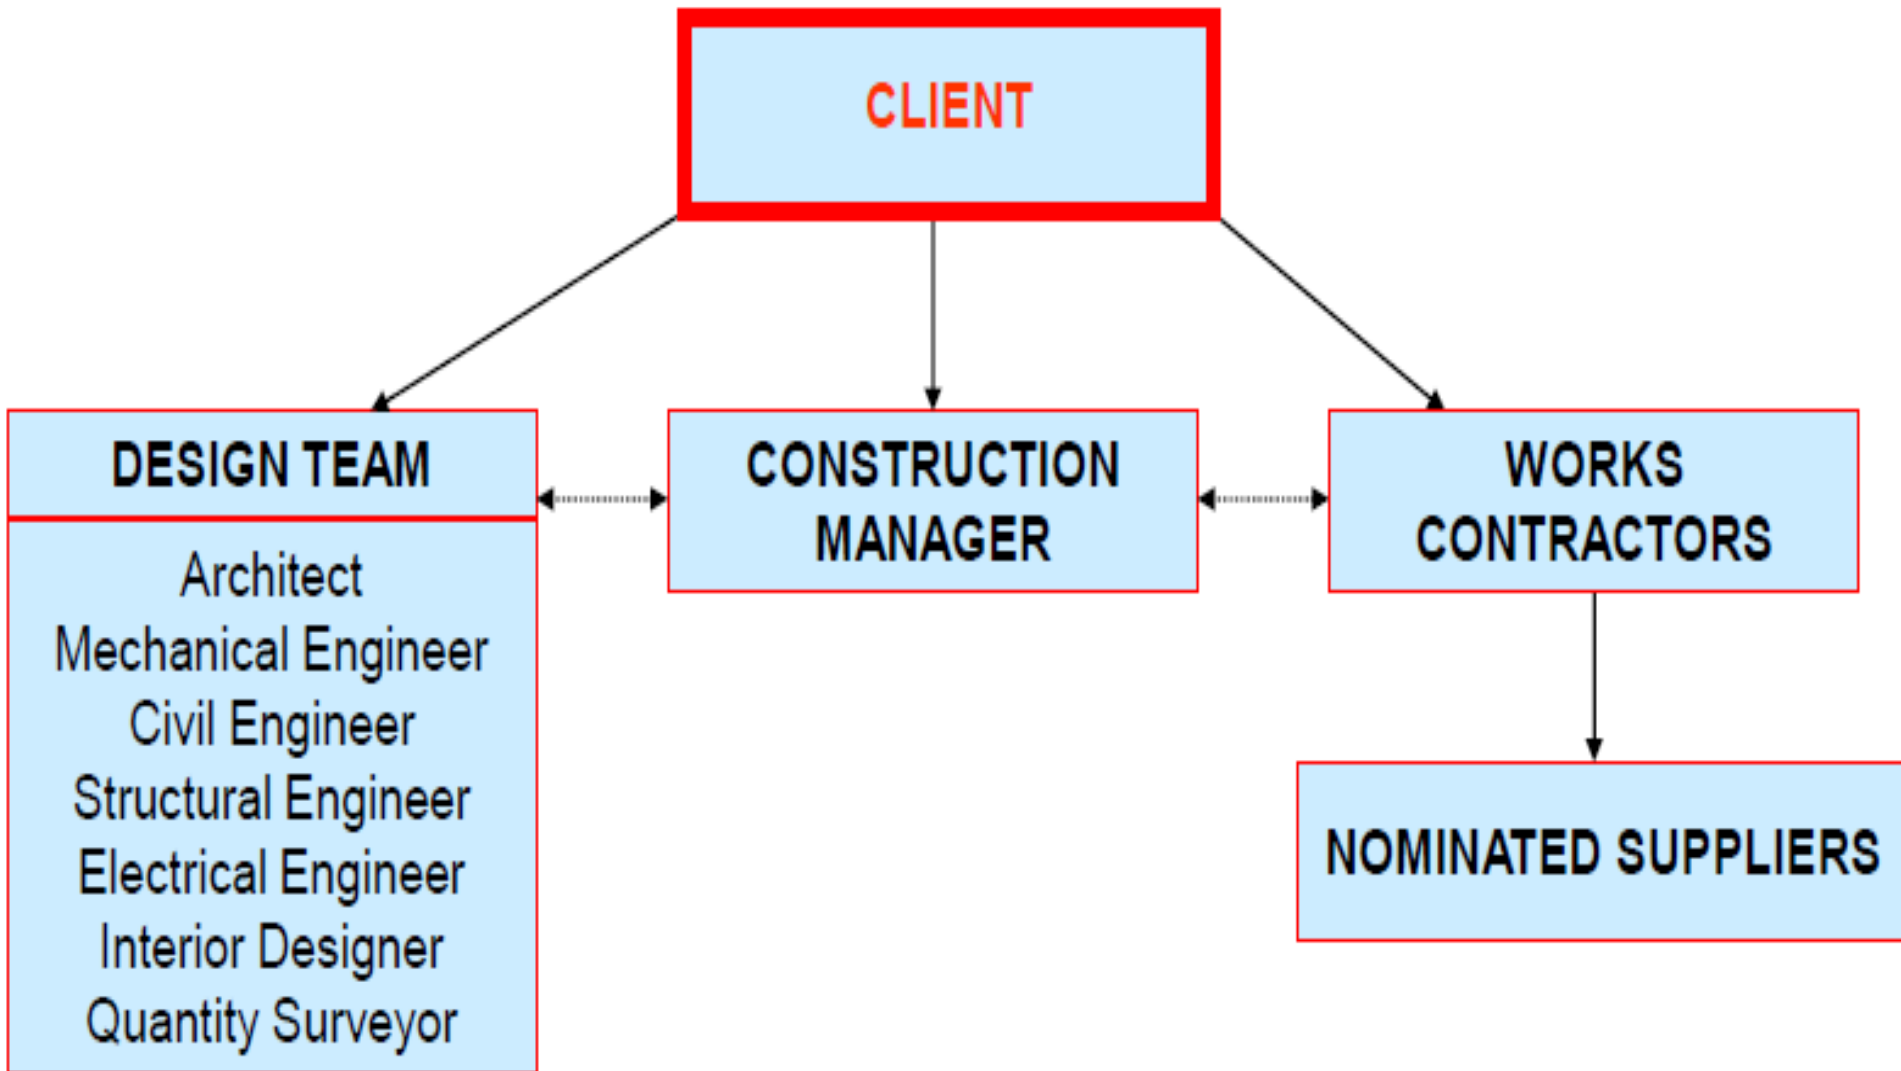 CLIENT
DESIGN TEAM
Architect
Mechanical Engineer
Civil Engineer
Structural Engineer
Electrical Engineer
Interior Designer
Quantity Surveyor
CONSTRUCTION
MANAGER
WORKS
CONTRACTORS
NOMINATED SUPPLIERS